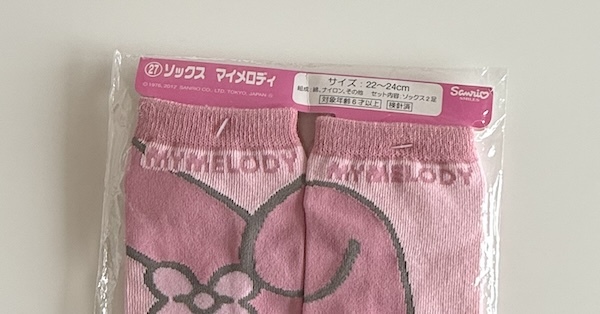 ㉗ ソックス マイメロディ
© 1976, 2017 SANRIO CO., LTD. TOKYO, JAPAN
サイズ：22〜24cm
組成：綿、ナイロン、その他 セット内容：ソックス2足
対象年齢6才以上 検針済
Sanrio
MYMELODY
MYMELODY